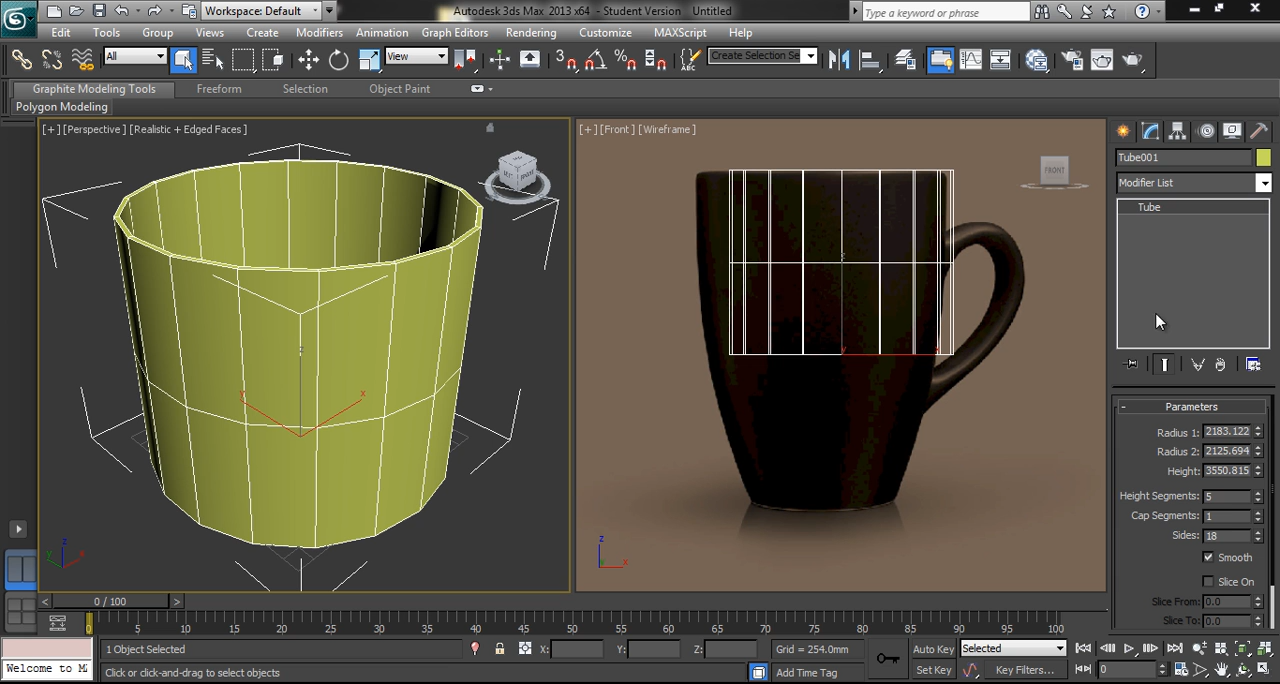 Workspace: Default
Autodesk 3ds Max 2013 x64 - Student Version Untitled
Type a keyword or phrase
Edit Tools Group Views Create Modifiers Animation Graph Editors Rendering Customize MAXScript Help
All
View
3
Create Selection Se
Graphite Modeling Tools Freeform Selection Object Paint
Polygon Modeling
[+] [Perspective] [Realistic + Edged Faces]
[+] [Front] [Wireframe]
FRONT
Tube001
Modifier List
Tube
- Parameters
Radius 1: 2183.122
Radius 2: 2125.694
Height: 3550.815
Height Segments: 5
Cap Segments: 1
Sides: 18
Smooth
Slice On
Slice From: 0.0
Slice To: 0.0
z
y x
z
y x
z
x
< 0 / 100 >
0 5 10 15 20 25 30 35 40 45 50 55 60 65 70 75 80 85 90 95 100
1 Object Selected
X: Y: Z:
Grid = 254.0mm
Auto Key
Selected
Welcome to M
Click or click-and-drag to select objects
Add Time Tag
Set Key
Key Filters...
0